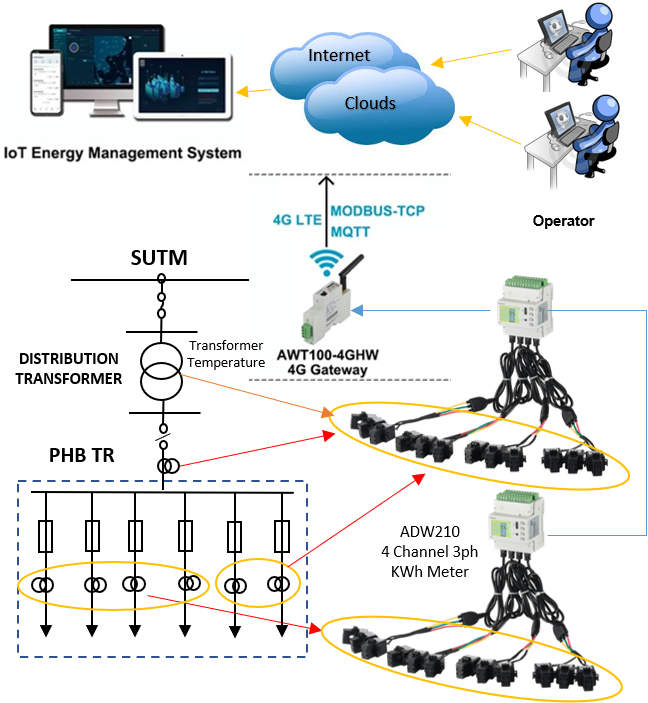 Internet
Clouds
IoT Energy Management System
Operator
4G LTE
MODBUS-TCP
MQTT
SUTM
DISTRIBUTION
TRANSFORMER
Transformer
Temperature
AWT100-4GHW
4G Gateway
PHB TR
ADW210
4 Channel 3ph
KWh Meter